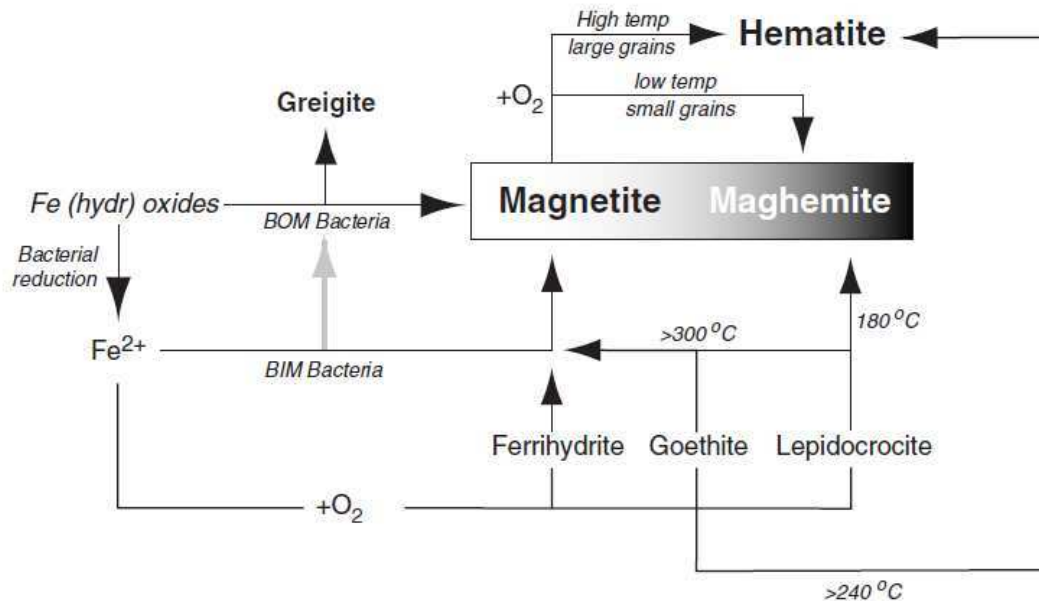 High temp
large grains
Hematite
low temp
small grains
+O2
Greigite
Fe (hydr) oxides
BOM Bacteria
Magnetite
Maghemite
Bacterial
reduction
Fe2+
BIM Bacteria
>300 °C
180 °C
Ferrihydrite
Goethite
Lepidocrocite
+O2
>240 °C